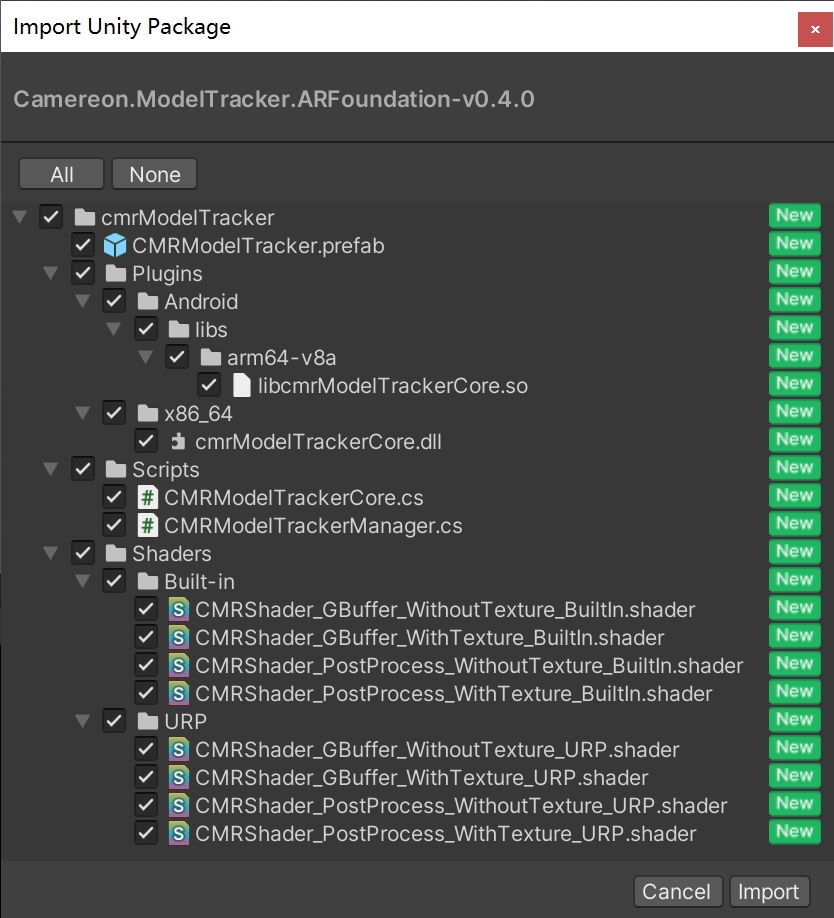 Import Unity Package
Camereon.ModelTracker.ARFoundation-v0.4.0
All None
cmrModelTracker New
CMRModelTracker.prefab New
Plugins New
Android New
libs New
arm64-v8a New
libcmrModelTrackerCore.so New
x86_64 New
cmrModelTrackerCore.dll New
Scripts New
# CMRModelTrackerCore.cs New
# CMRModelTrackerManager.cs New
Shaders New
Built-in New
S CMRShader_GBuffer_WithoutTexture_BuiltIn.shader New
S CMRShader_GBuffer_WithTexture_BuiltIn.shader New
S CMRShader_PostProcess_WithoutTexture_BuiltIn.shader New
S CMRShader_PostProcess_WithTexture_BuiltIn.shader New
URP New
S CMRShader_GBuffer_WithoutTexture_URP.shader New
S CMRShader_GBuffer_WithTexture_URP.shader New
S CMRShader_PostProcess_WithoutTexture_URP.shader New
S CMRShader_PostProcess_WithTexture_URP.shader New
Cancel Import